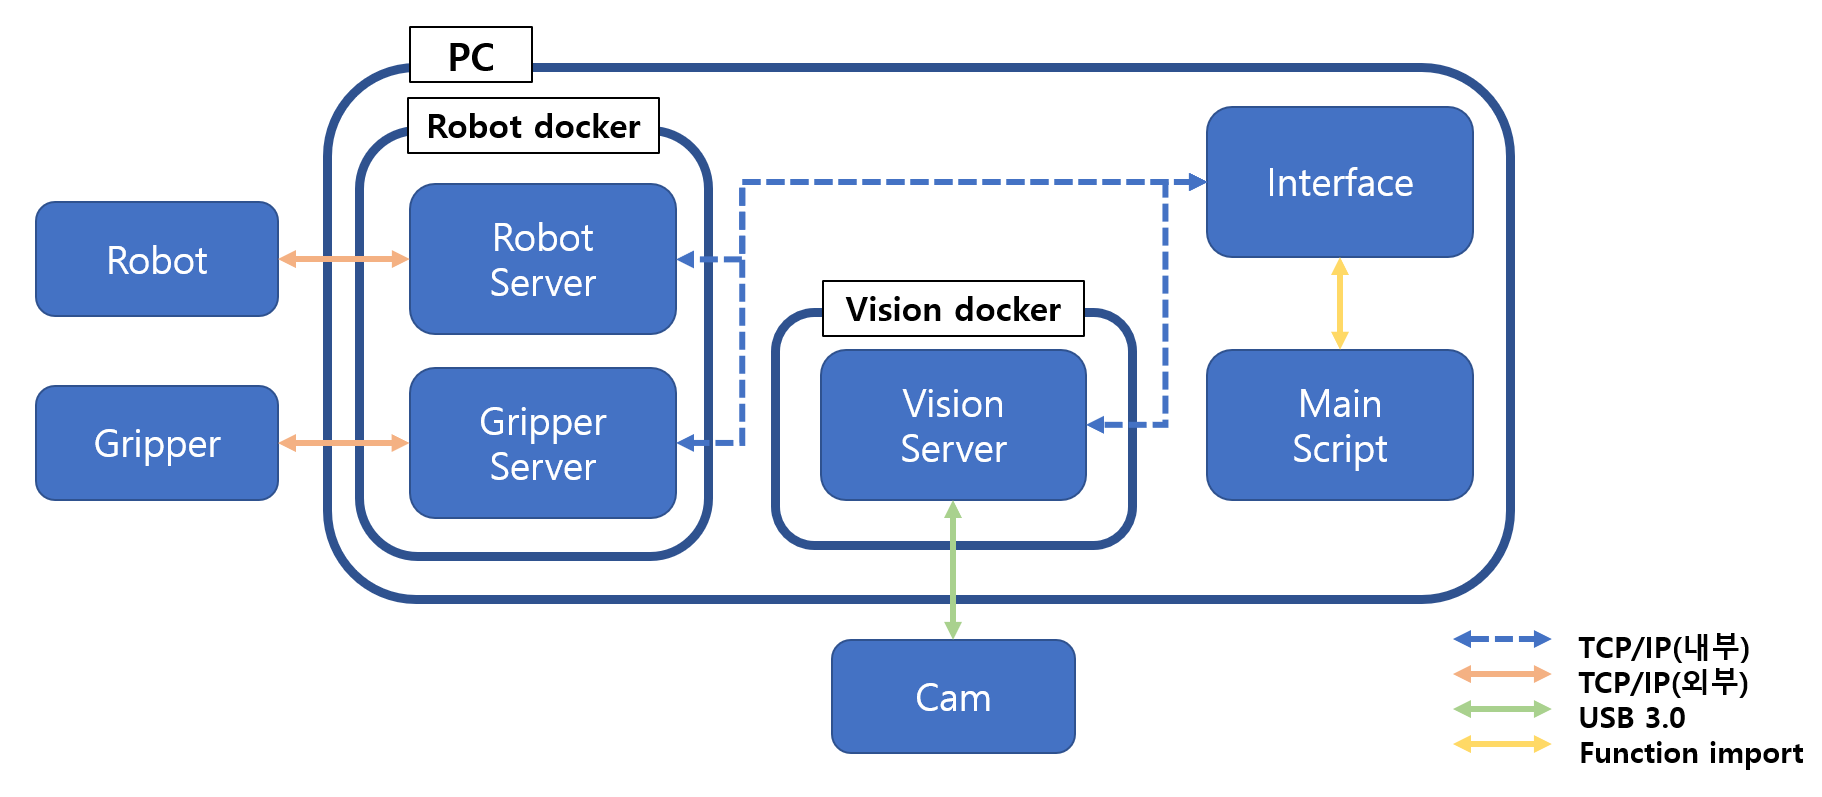 PC
Robot docker
Robot
Server
Interface
Robot
Vision docker
Gripper
Gripper
Server
Vision
Server
Main
Script
Cam
TCP/IP(내부)
TCP/IP(외부)
USB 3.0
Function import